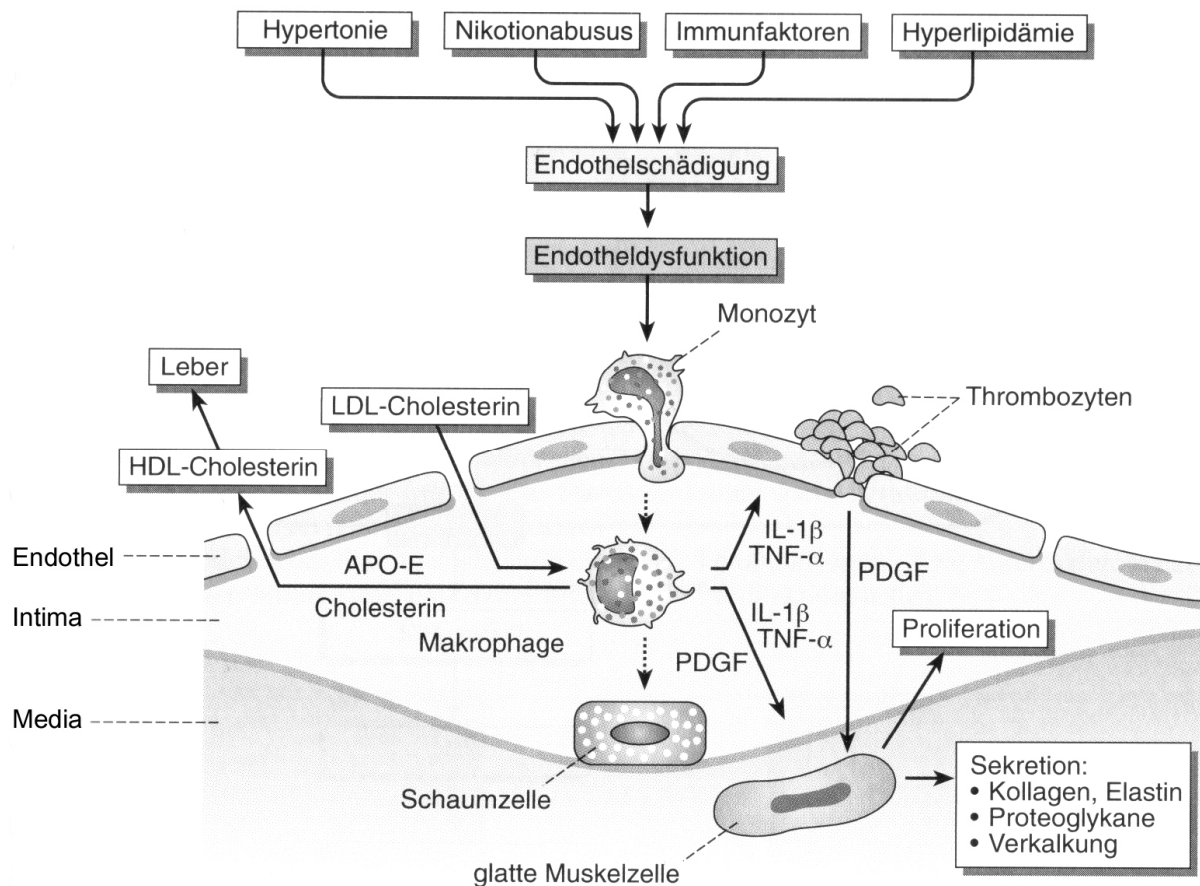 Hypertonie
Nikotionabusus
Immunfaktoren
Hyperlipidämie
Endothelschädigung
Endotheldysfunktion
Monozyt
Leber
LDL-Cholesterin
Thrombozyten
HDL-Cholesterin
Endothel
APO-E
IL-1β
TNF-α
PDGF
Intima
Cholesterin
Makrophage
IL-1β
TNF-α
PDGF
Proliferation
Media
Schaumzelle
Sekretion:
• Kollagen, Elastin
• Proteoglykane
• Verkalkung
glatte Muskelzelle